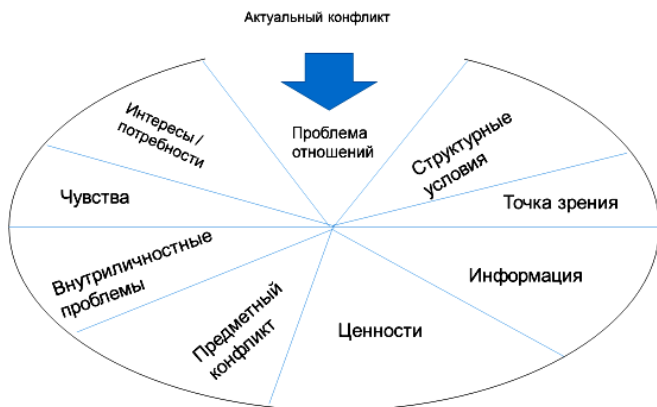 Актуальный конфликт
Интересы /
потребности
Проблема
отношений
Структурные
условия
Чувства
Точка зрения
Внутриличностные
проблемы
Информация
Предметный
конфликт
Ценности